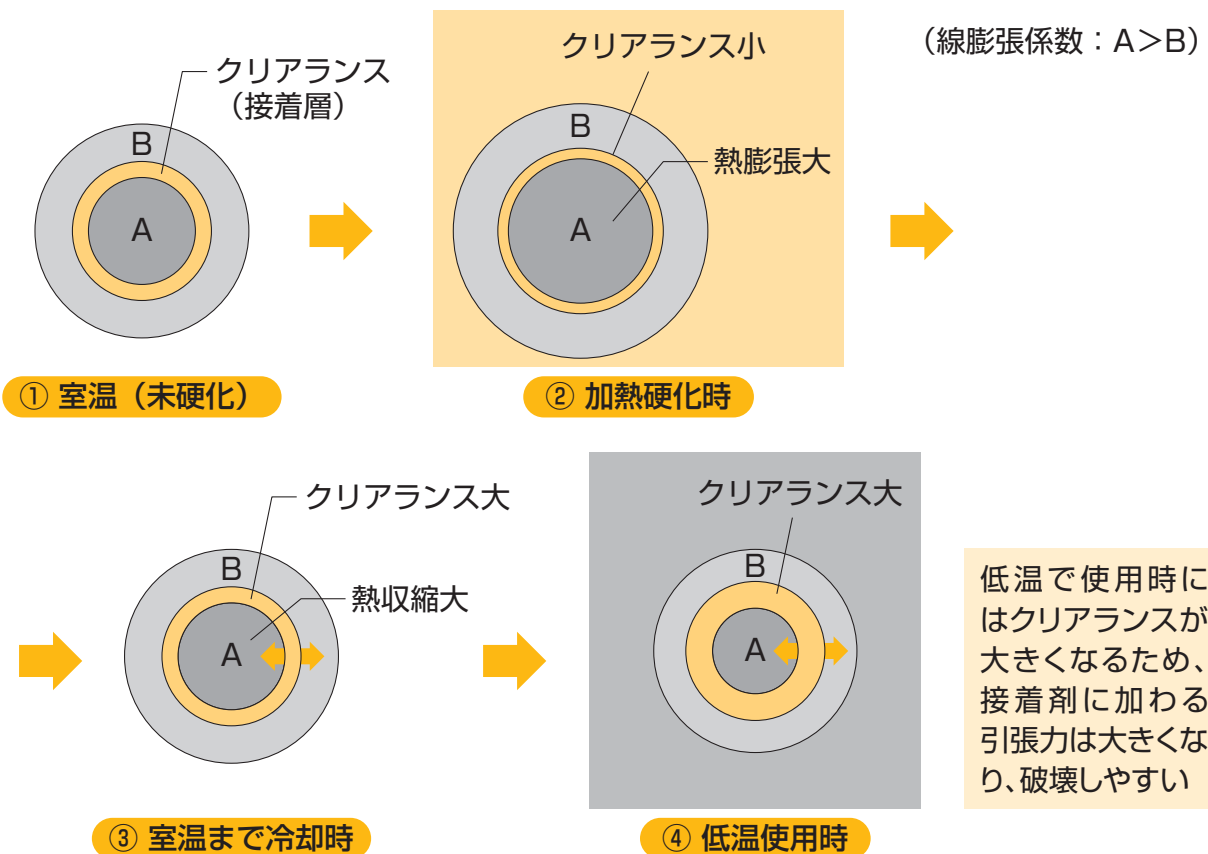 クリアランス
（接着層）
B
A
① 室温（未硬化）
クリアランス小
B
熱膨張大
A
② 加熱硬化時
（線膨張係数：A＞B）
クリアランス大
B
熱収縮大
A
③ 室温まで冷却時
クリアランス大
B
A
④ 低温使用時
低温で使用時に
はクリアランスが
大きくなるため、
接着剤に加わる
引張力は大きくな
り、破壊しやすい